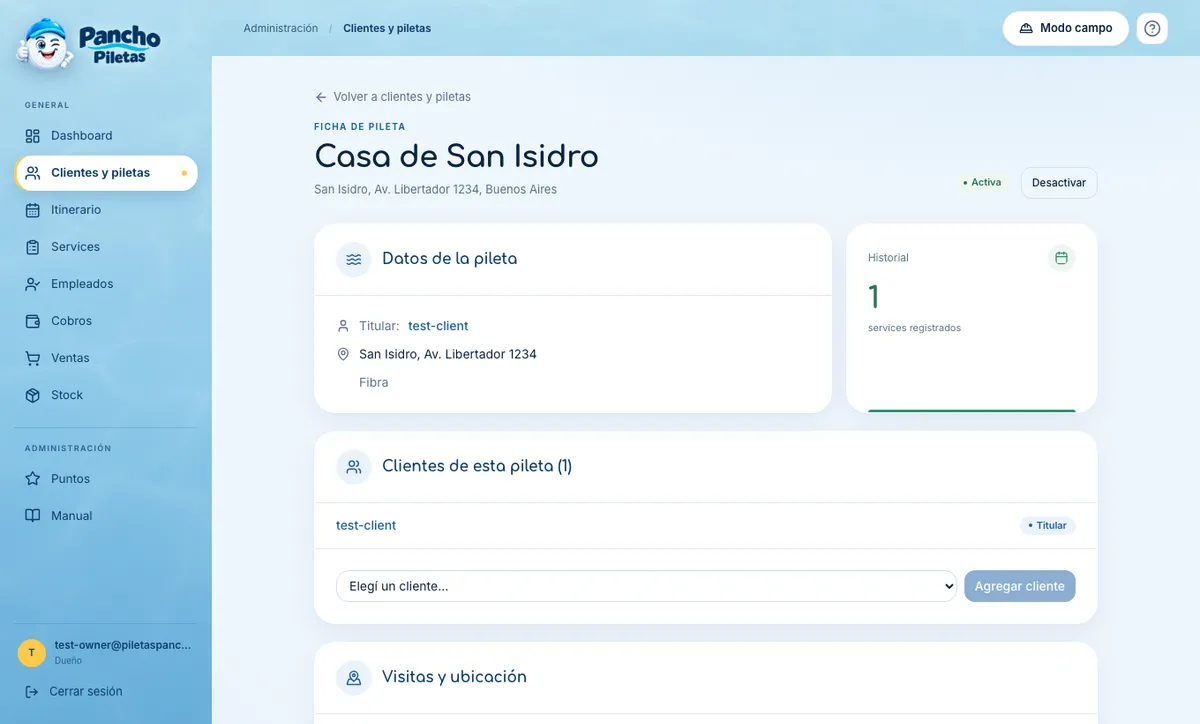 Pancho
Piletas
Administración / Clientes y piletas
Modo campo
GENERAL
Dashboard
Clientes y piletas
Itinerario
Services
Empleados
Cobros
Ventas
Stock
ADMINISTRACIÓN
Puntos
Manual
T
test-owner@piletaspanc...
Dueño
Cerrar sesión
Volver a clientes y piletas
FICHA DE PILETA
Casa de San Isidro
San Isidro, Av. Libertador 1234, Buenos Aires
Activa
Desactivar
Datos de la pileta
Titular: test-client
San Isidro, Av. Libertador 1234
Fibra
Historial
1
services registrados
Clientes de esta pileta (1)
test-client
Titular
Elegí un cliente...
Agregar cliente
Visitas y ubicación